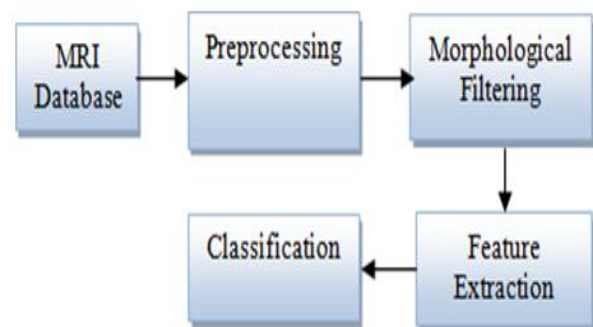 MRI
Database
Preprocessing
Morphological
Filtering
Feature
Extraction
Classification